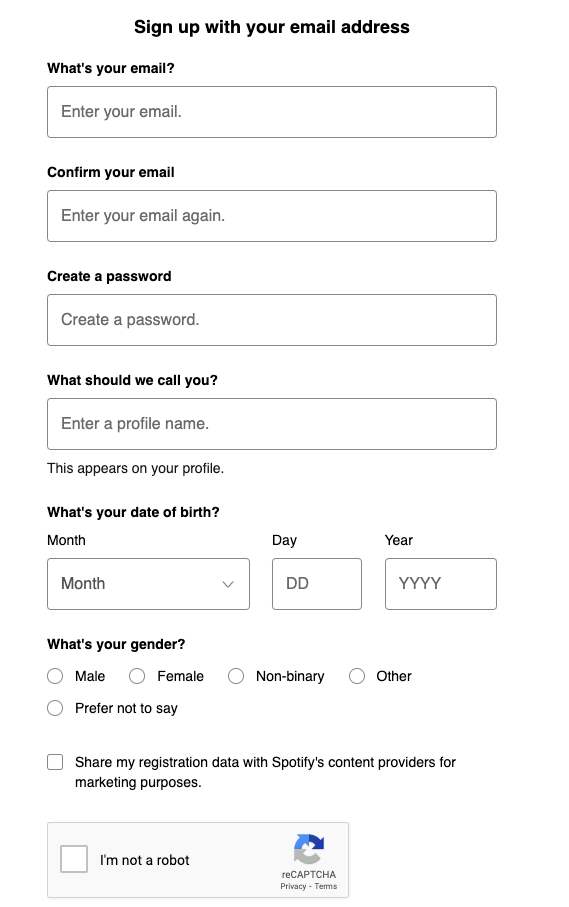 Sign up with your email address
What's your email?
Enter your email.
Confirm your email
Enter your email again.
Create a password
Create a password.
What should we call you?
Enter a profile name.
This appears on your profile.
What's your date of birth?
Month Day Year
Month DD YYYY
What's your gender?
Male Female Non-binary Other
Prefer not to say
Share my registration data with Spotify's content providers for
marketing purposes.
I'm not a robot
reCAPTCHA
Privacy - Terms